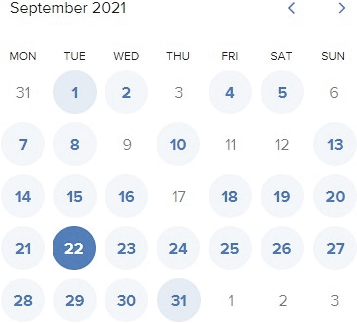 September 2021
MON TUE WED THU FRI SAT SUN
31 1 2 3 4 5 6
7 8 9 10 11 12 13
14 15 16 17 18 19 20
21 22 23 24 25 26 27
28 29 30 31 1 2 3